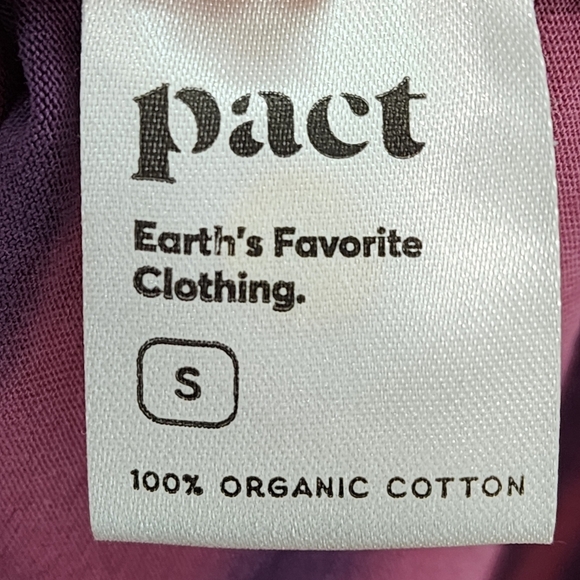 pact
Earth's Favorite
Clothing.
S
100% ORGANIC COTTON